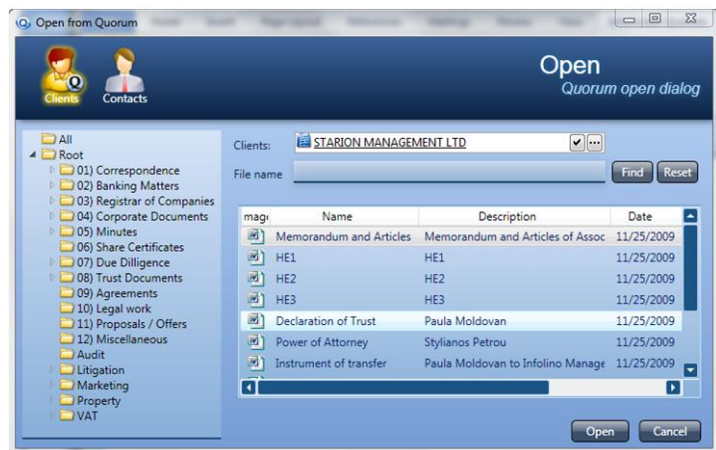 Open from Quorum
Open
Quorum open dialog
Clients
Contacts
All
Root
01) Correspondence
02) Banking Matters
03) Registrar of Companies
04) Corporate Documents
05) Minutes
06) Share Certificates
07) Due Dilligence
08) Trust Documents
09) Agreements
10) Legal work
11) Proposals / Offers
12) Miscellaneous
Audit
Litigation
Marketing
Property
VAT
Clients: STARION MANAGEMENT LTD
File name Find Reset
mage Name Description Date
Memorandum and Articles Memorandum and Articles of Assoc 11/25/2009
HE1 HE1 11/25/2009
HE2 HE2 11/25/2009
HE3 HE3 11/25/2009
Declaration of Trust Paula Moldovan 11/25/2009
Power of Attorney Stylianos Petrou 11/25/2009
Instrument of transfer Paula Moldovan to Infolino Manage 11/25/2009
Open Cancel